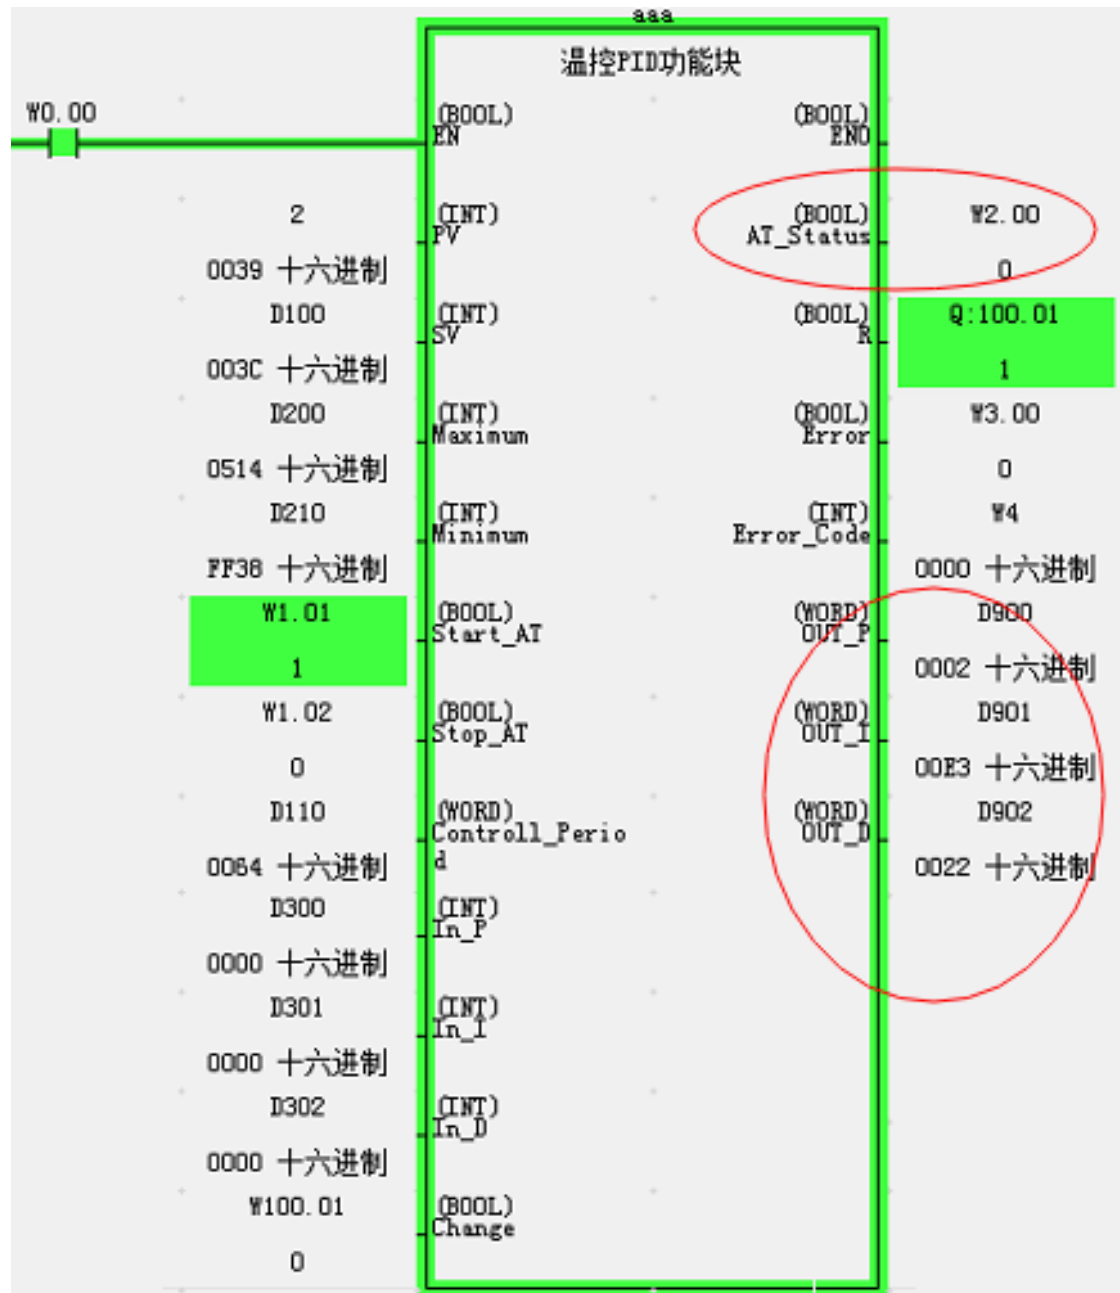 aaa
温控PID功能块
W0.00
(BOOL)
EN
(BOOL)
ENO
2
(INT)
PV
(BOOL)
AT_Status
W2.00
0039 十六进制
0
D100
(INT)
SV
(BOOL)
R
Q:100.01
003C 十六进制
1
D200
(INT)
Maximum
(BOOL)
Error
W3.00
0514 十六进制
0
D210
(INT)
Minimum
(INT)
Error_Code
W4
FF38 十六进制
0000 十六进制
W1.01
(BOOL)
Start_AT
(WORD)
OUT_P
D900
1
0002 十六进制
W1.02
(BOOL)
Stop_AT
(WORD)
OUT_I
D901
0
00E3 十六进制
D110
(WORD)
Controll_Perio
d
(WORD)
OUT_D
D902
0064 十六进制
0022 十六进制
D300
(INT)
In_P
0000 十六进制
D301
(INT)
In_I
0000 十六进制
D302
(INT)
In_D
0000 十六进制
W100.01
(BOOL)
Change
0